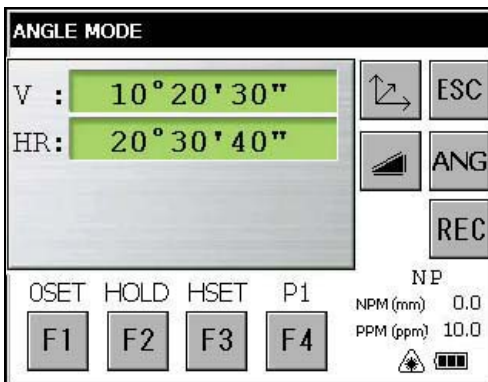 ANGLE MODE
V : 10°20'30"
HR: 20°30'40"
ESC
ANG
REC
0SET HOLD HSET P1
F1 F2 F3 F4
NP
NPM (mm) 0.0
PPM (ppm) 10.0